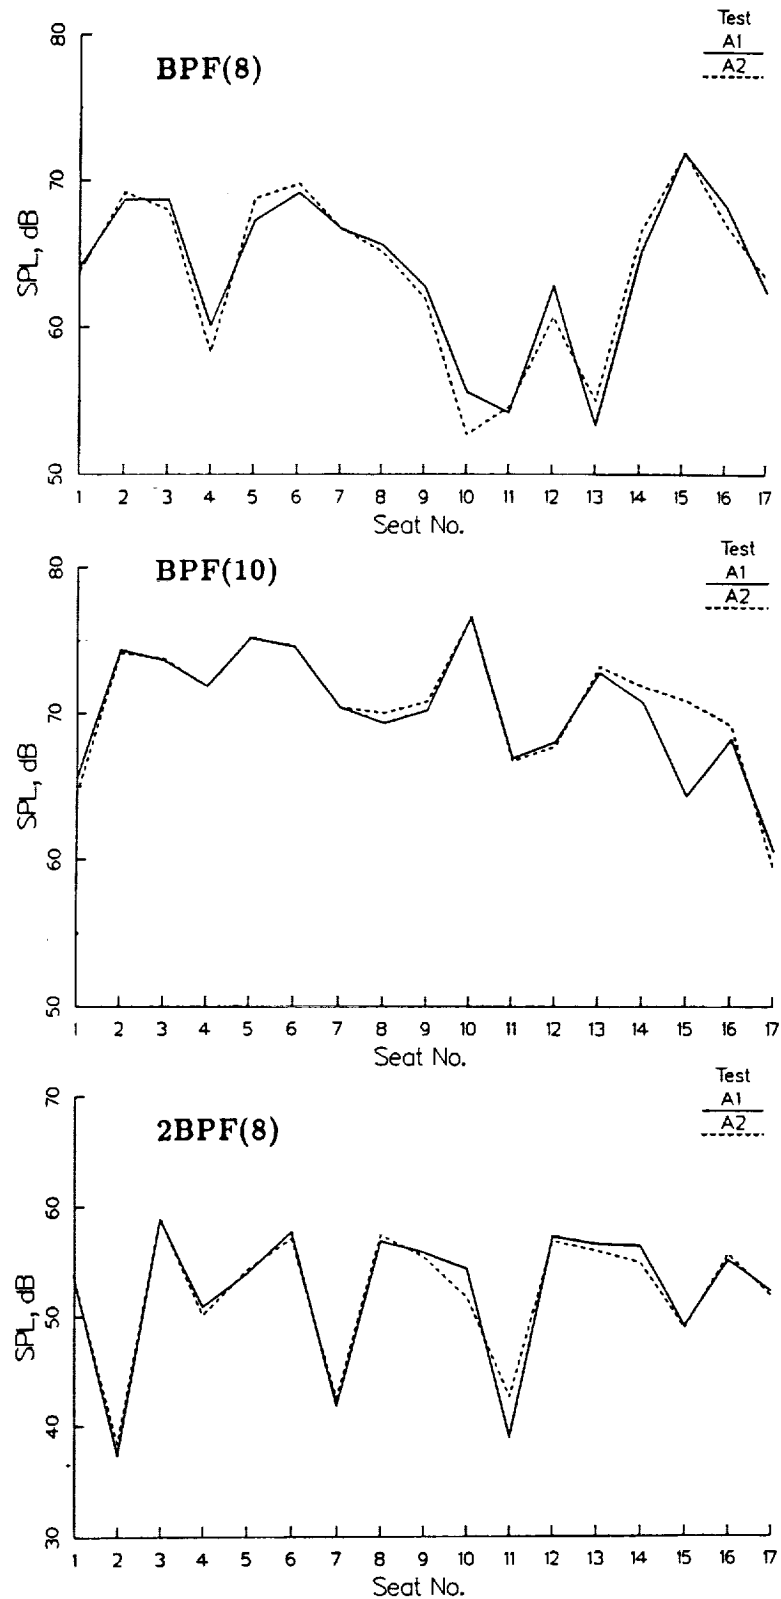 Test
A1
A2
BPF(8)
80
70
60
50
SPL, dB
1 2 3 4 5 6 7 8 9 10 11 12 13 14 15 16 17
Seat No.
Test
A1
A2
BPF(10)
80
70
60
50
SPL, dB
1 2 3 4 5 6 7 8 9 10 11 12 13 14 15 16 17
Seat No.
Test
A1
A2
2BPF(8)
70
60
50
40
30
SPL, dB
1 2 3 4 5 6 7 8 9 10 11 12 13 14 15 16 17
Seat No.